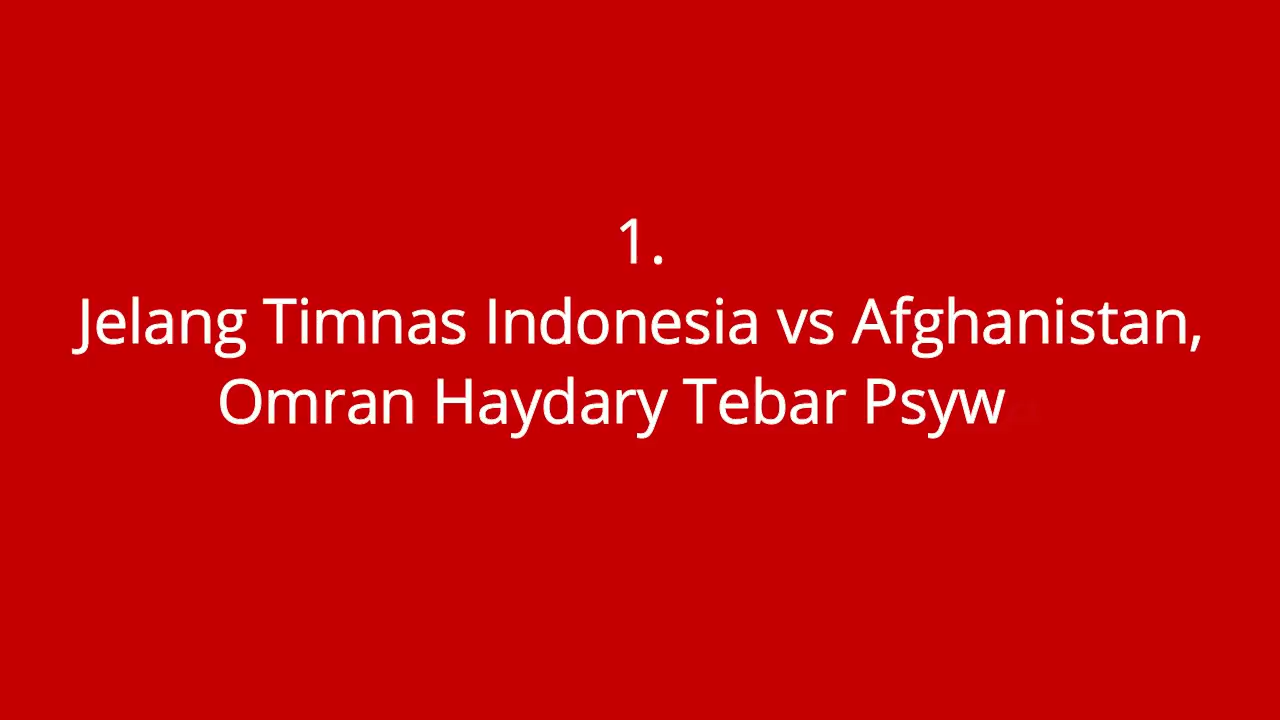 1.
Jelang Timnas Indonesia vs Afghanistan,
Omran Haydary Tebar Psyw